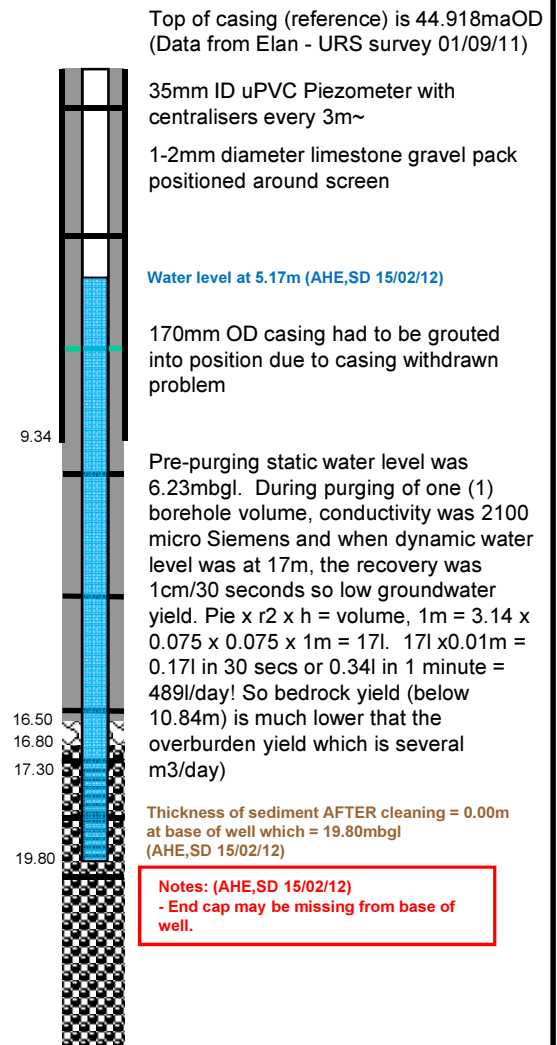 Top of casing (reference) is 44.918maOD
(Data from Elan - URS survey 01/09/11)
35mm ID uPVC Piezometer with
centralisers every 3m~
1-2mm diameter limestone gravel pack
positioned around screen
Water level at 5.17m (AHE,SD 15/02/12)
170mm OD casing had to be grouted
into position due to casing withdrawn
problem
9.34
Pre-purging static water level was
6.23mbgl.  During purging of one (1)
borehole volume, conductivity was 2100
micro Siemens and when dynamic water
level was at 17m, the recovery was
1cm/30 seconds so low groundwater
yield. Pie x r2 x h = volume, 1m = 3.14 x
0.075 x 0.075 x 1m = 17l.  17l x0.01m =
0.17l in 30 secs or 0.34l in 1 minute =
489l/day! So bedrock yield (below
10.84m) is much lower that the
overburden yield which is several
m3/day)
16.50
16.80
17.30
Thickness of sediment AFTER cleaning = 0.00m
at base of well which = 19.80mbgl
(AHE,SD 15/02/12)
19.80
Notes: (AHE,SD 15/02/12)
- End cap may be missing from base of
well.